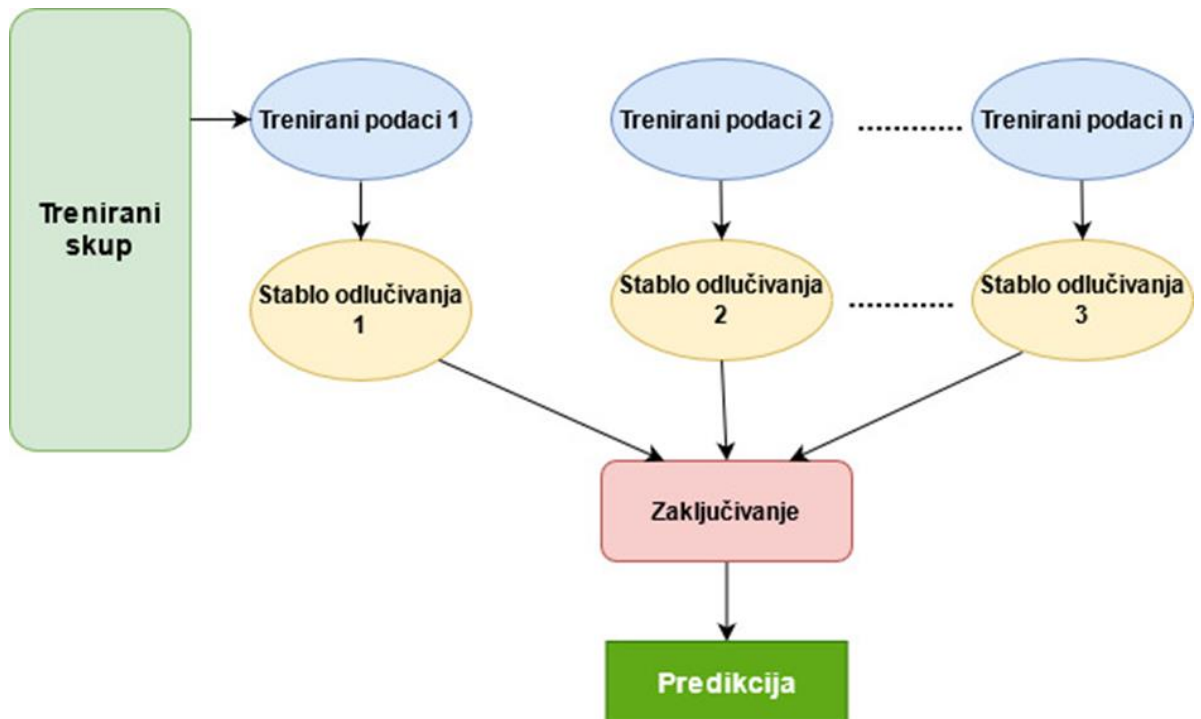 Trenirani
skup
Trenirani podaci 1
Trenirani podaci 2
Trenirani podaci n
Stablo odlučivanja
1
Stablo odlučivanja
2
Stablo odlučivanja
3
Zaključivanje
Predikcija